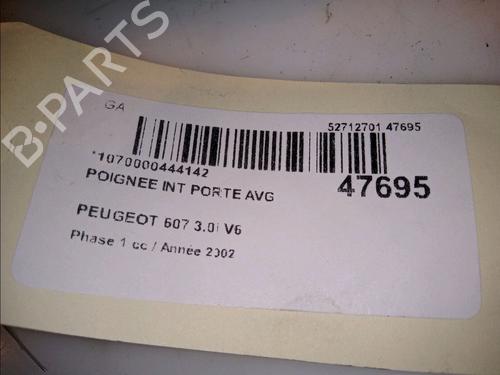 GA
52712701 47695
*1070000444142
POIGNEE INT PORTE AVG
47695
PEUGEOT 607 3.0i V6
Phase 1 cc / Année 2002
B-PARTS